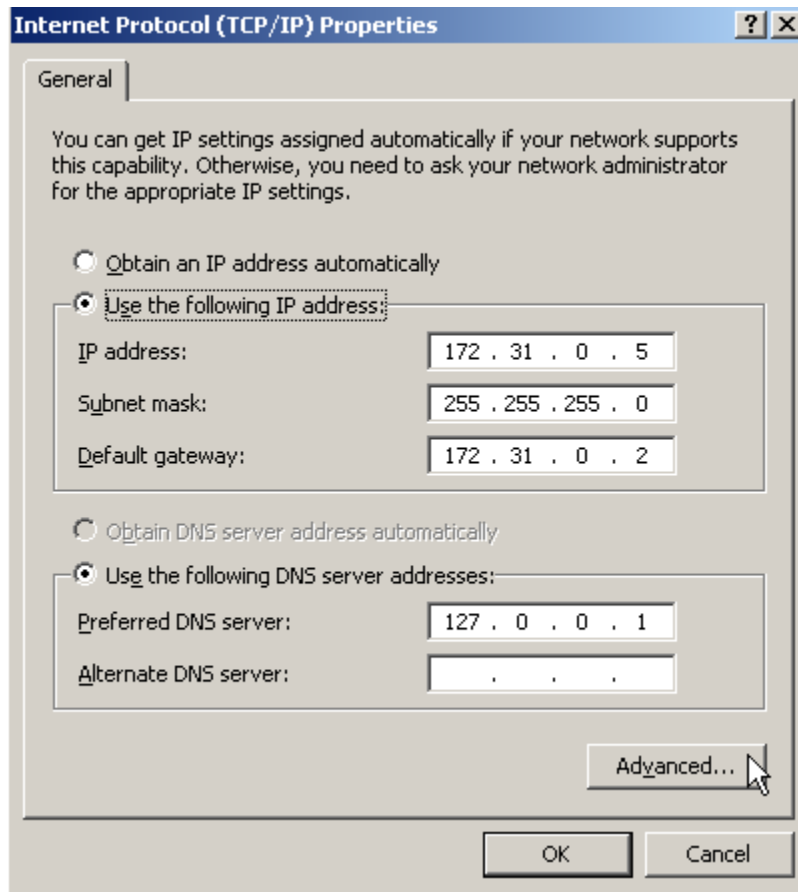 Internet Protocol (TCP/IP) Properties
General
You can get IP settings assigned automatically if your network supports
this capability. Otherwise, you need to ask your network administrator
for the appropriate IP settings.
Obtain an IP address automatically
Use the following IP address:
IP address: 172 . 31 . 0 . 5
Subnet mask: 255 . 255 . 255 . 0
Default gateway: 172 . 31 . 0 . 2
Obtain DNS server address automatically
Use the following DNS server addresses:
Preferred DNS server: 127 . 0 . 0 . 1
Alternate DNS server: . . .
Advanced...
OK Cancel